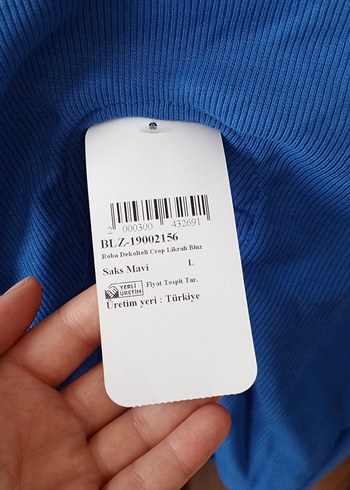 2 000300 432691
BLZ-19002156
Roba Dekolteli Crop Likralı Bluz
Saks Mavi L
YERLİ ÜRETİM
Fiyat Tespit Tar.
Üretim yeri : Türkiye